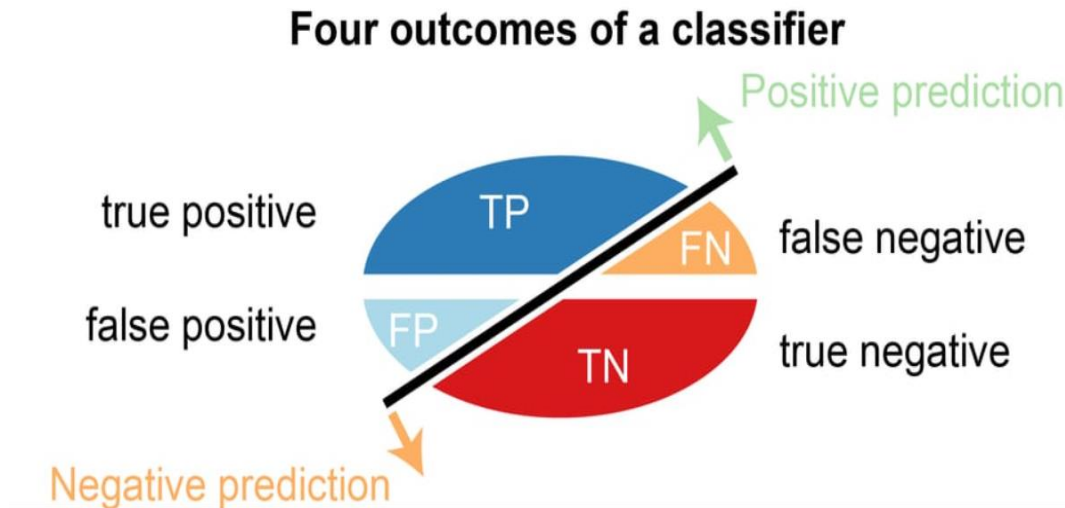 Four outcomes of a classifier
Positive prediction
true positive
TP
FN
false negative
false positive
FP
TN
true negative
Negative prediction